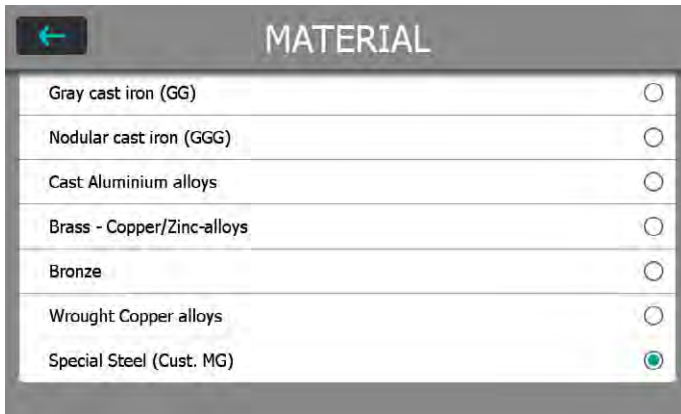 MATERIAL
Gray cast iron (GG)
Nodular cast iron (GGG)
Cast Aluminium alloys
Brass - Copper/Zinc-alloys
Bronze
Wrought Copper alloys
Special Steel (Cust. MG)